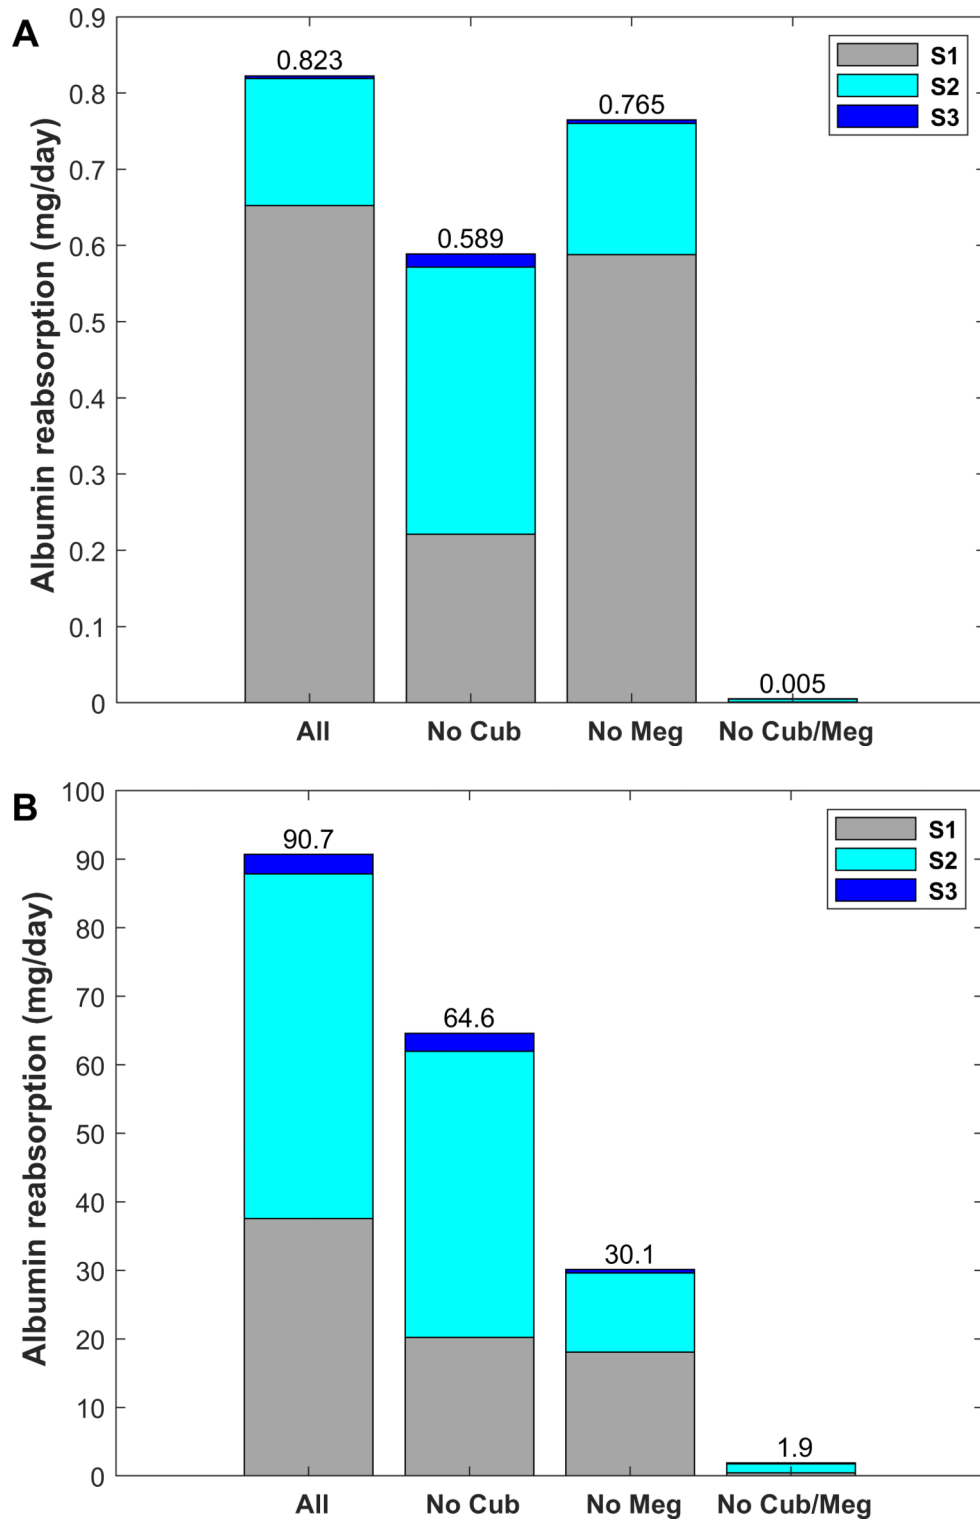 A
Albumin reabsorption (mg/day)
0.9
0.8
0.7
0.6
0.5
0.4
0.3
0.2
0.1
0
0.823
0.589
0.765
0.005
S1
S2
S3
All No Cub No Meg No Cub/Meg
B
Albumin reabsorption (mg/day)
100
90
80
70
60
50
40
30
20
10
0
90.7
64.6
30.1
1.9
S1
S2
S3
All No Cub No Meg No Cub/Meg